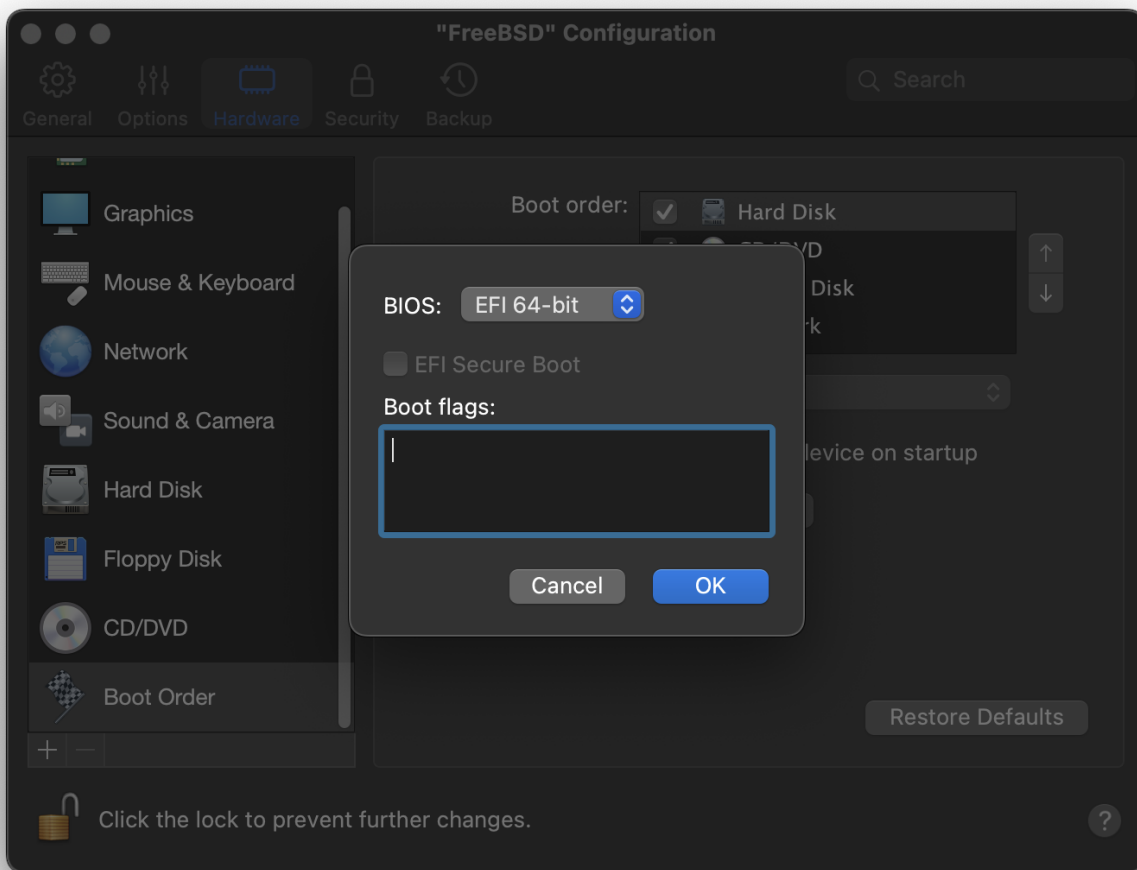 "FreeBSD" Configuration
General
Options
Hardware
Security
Backup
Search
Graphics
Mouse & Keyboard
Network
Sound & Camera
Hard Disk
Floppy Disk
CD/DVD
Boot Order
Boot order:
Hard Disk
Disk
BIOS:
EFI 64-bit
EFI Secure Boot
Boot flags:
on startup
Cancel
OK
Restore Defaults
Click the lock to prevent further changes.
?